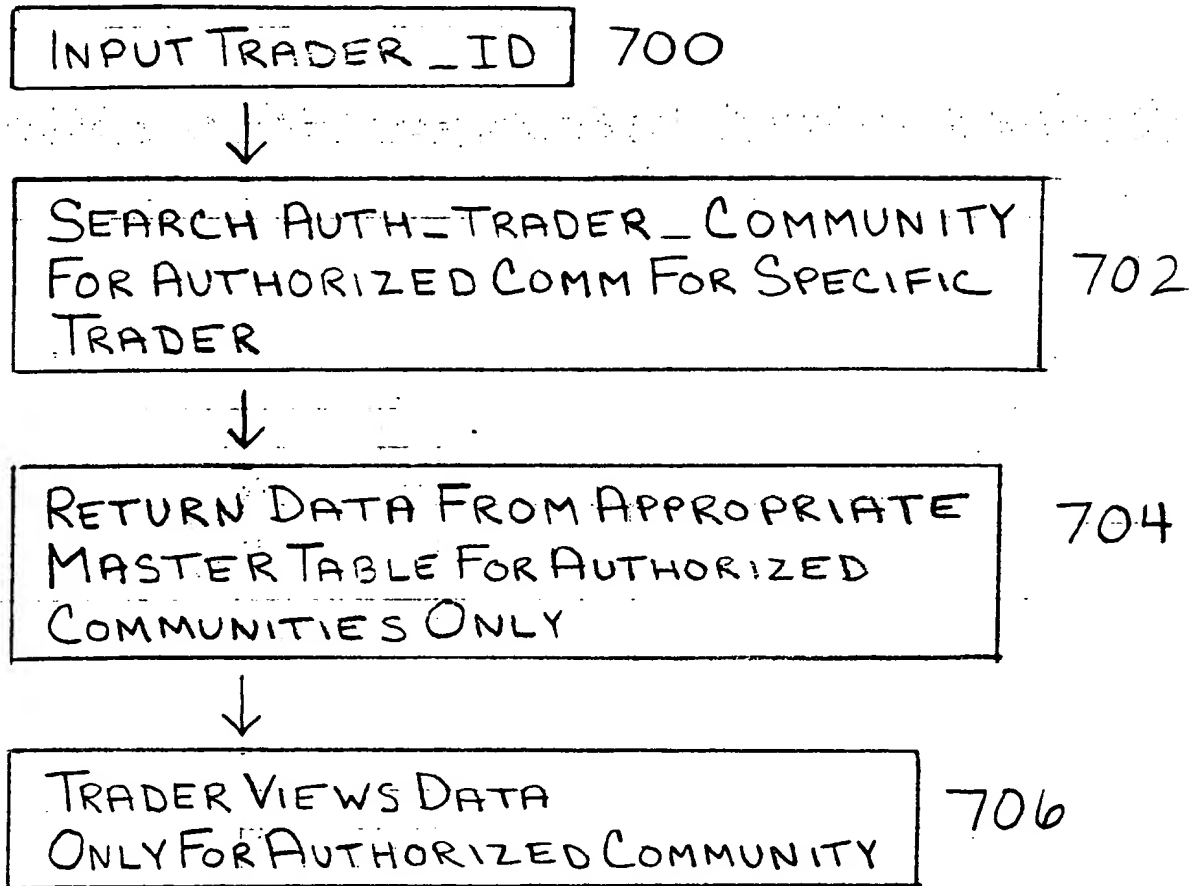 INPUT TRADER_ID 700
SEARCH AUTH_TRADER_COMMUNITY
FOR AUTHORIZED COMM FOR SPECIFIC 702
TRADER
RETURN DATA FROM APPROPRIATE 704
MASTER TABLE FOR AUTHORIZED
COMMUNITIES ONLY
TRADER VIEWS DATA 706
ONLY FOR AUTHORIZED COMMUNITY